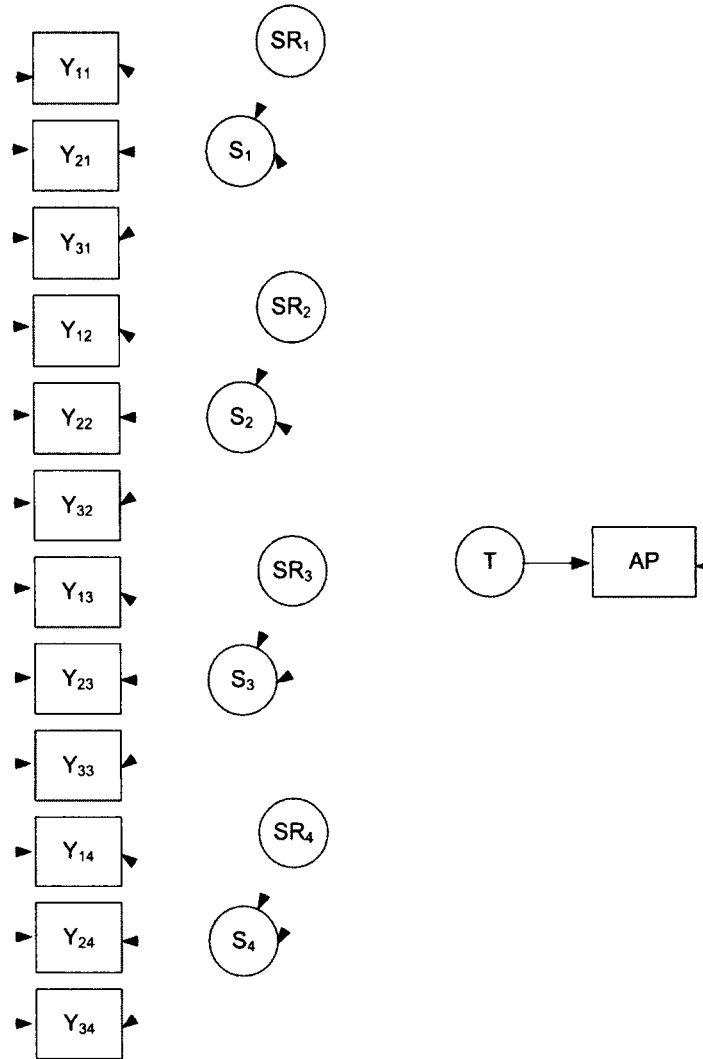 SR₁
Y₁₁
S₁
Y₂₁
Y₃₁
SR₂
Y₁₂
S₂
Y₂₂
Y₃₂
T
AP
SR₃
Y₁₃
S₃
Y₂₃
Y₃₃
SR₄
Y₁₄
S₄
Y₂₄
Y₃₄